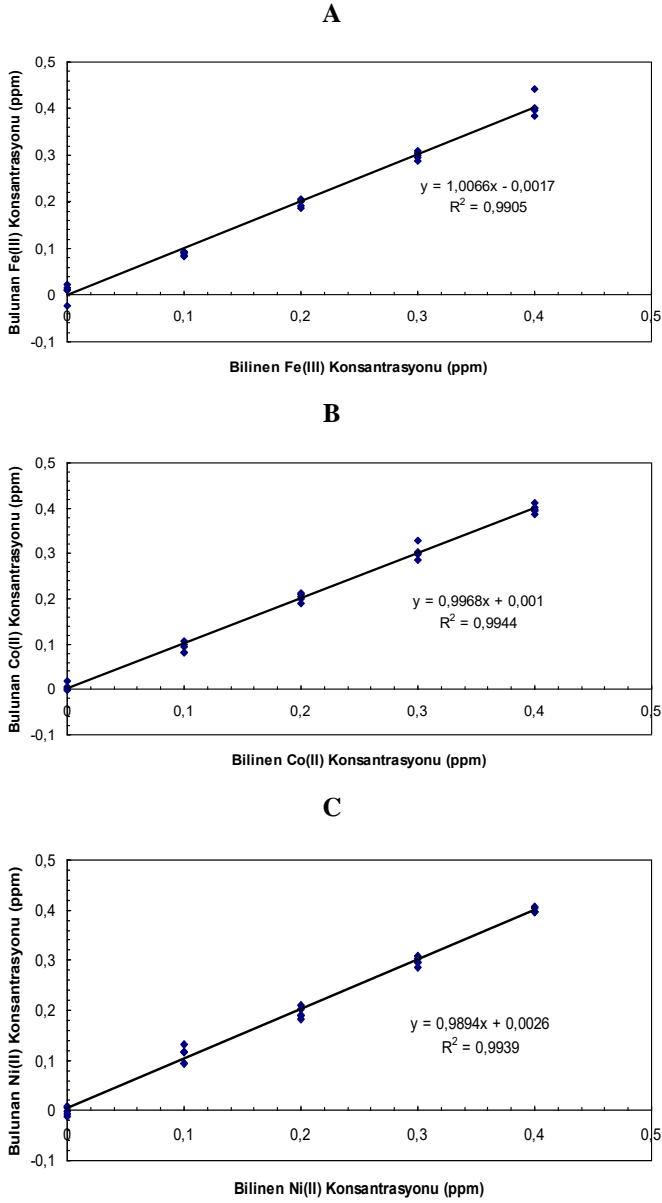 A
0,5
0,4
0,3
0,2
0,1
0
-0,1
Bulunan Fe(III) Konsantrasyonu (ppm)
y = 1,0066x - 0,0017
R² = 0,9905
0 0,1 0,2 0,3 0,4 0,5
Bilinen Fe(III) Konsantrasyonu (ppm)
B
0,5
0,4
0,3
0,2
0,1
0
-0,1
Bulunan Co(II) Konsantrasyonu (ppm)
y = 0,9968x + 0,001
R² = 0,9944
0 0,1 0,2 0,3 0,4 0,5
Bilinen Co(II) Konsantrasyonu (ppm)
C
0,5
0,4
0,3
0,2
0,1
0
-0,1
Bulunan Ni(II) Konsantrasyonu (ppm)
y = 0,9894x + 0,0026
R² = 0,9939
0 0,1 0,2 0,3 0,4 0,5
Bilinen Ni(II) Konsantrasyonu (ppm)